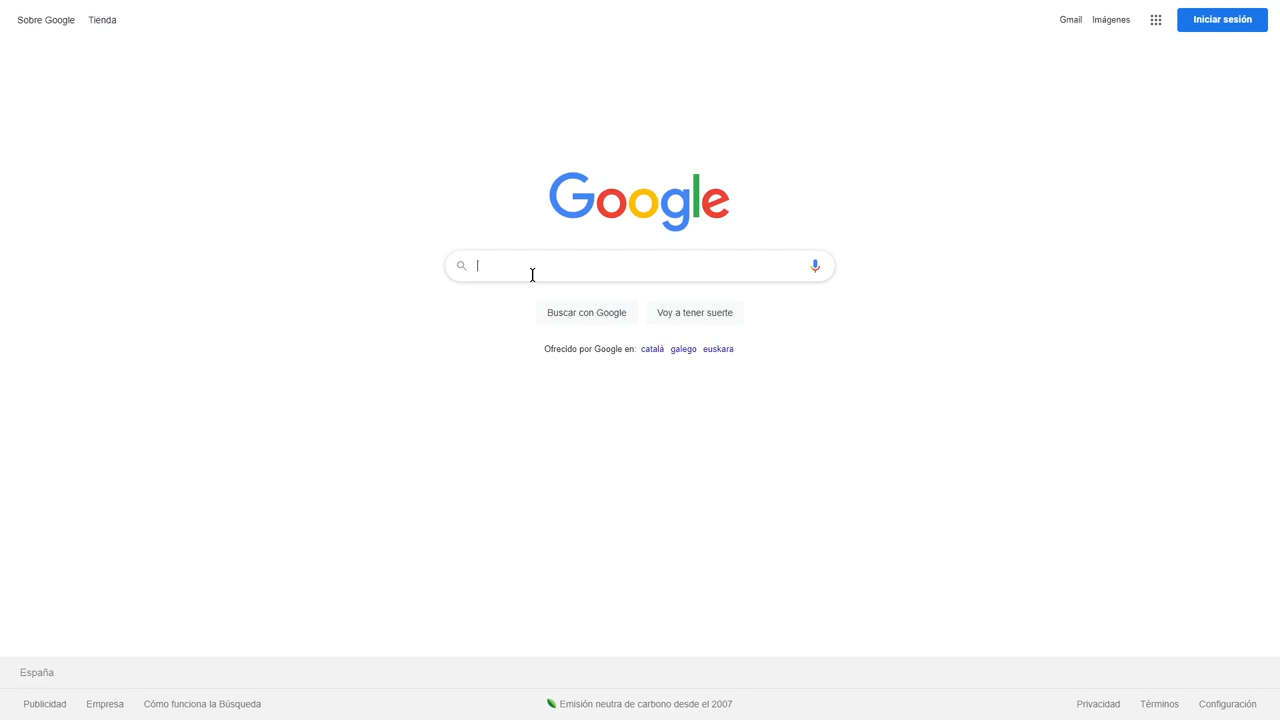 Sobre Google Tienda Gmail Imágenes Iniciar sesión
Google
Buscar con Google Voy a tener suerte
Ofrecido por Google en: català galego euskara
España
Publicidad Empresa Cómo funciona la Búsqueda Emisión neutra de carbono desde el 2007 Privacidad Términos Configuración